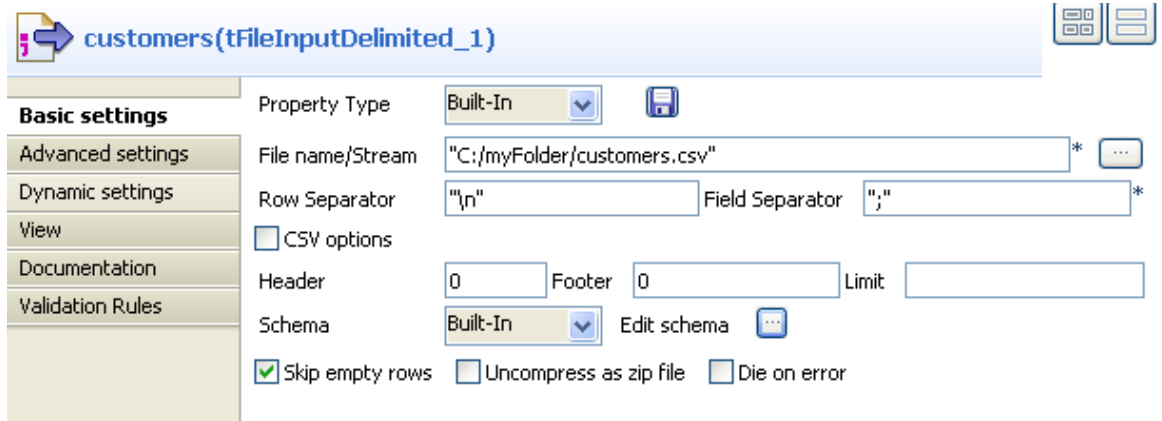 customers(tFileInputDelimited_1)
Basic settings
Advanced settings
Dynamic settings
View
Documentation
Validation Rules
Property Type Built-In
File name/Stream "C:/myFolder/customers.csv" * ...
Row Separator "\n" Field Separator ";" *
CSV options
Header 0 Footer 0 Limit
Schema Built-In Edit schema ...
Skip empty rows Uncompress as zip file Die on error